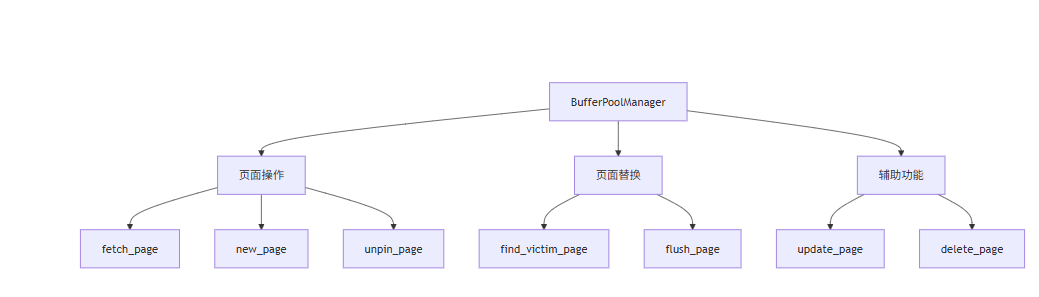 BufferPoolManager
页面操作
页面替换
辅助功能
fetch_page
new_page
unpin_page
find_victim_page
flush_page
update_page
delete_page